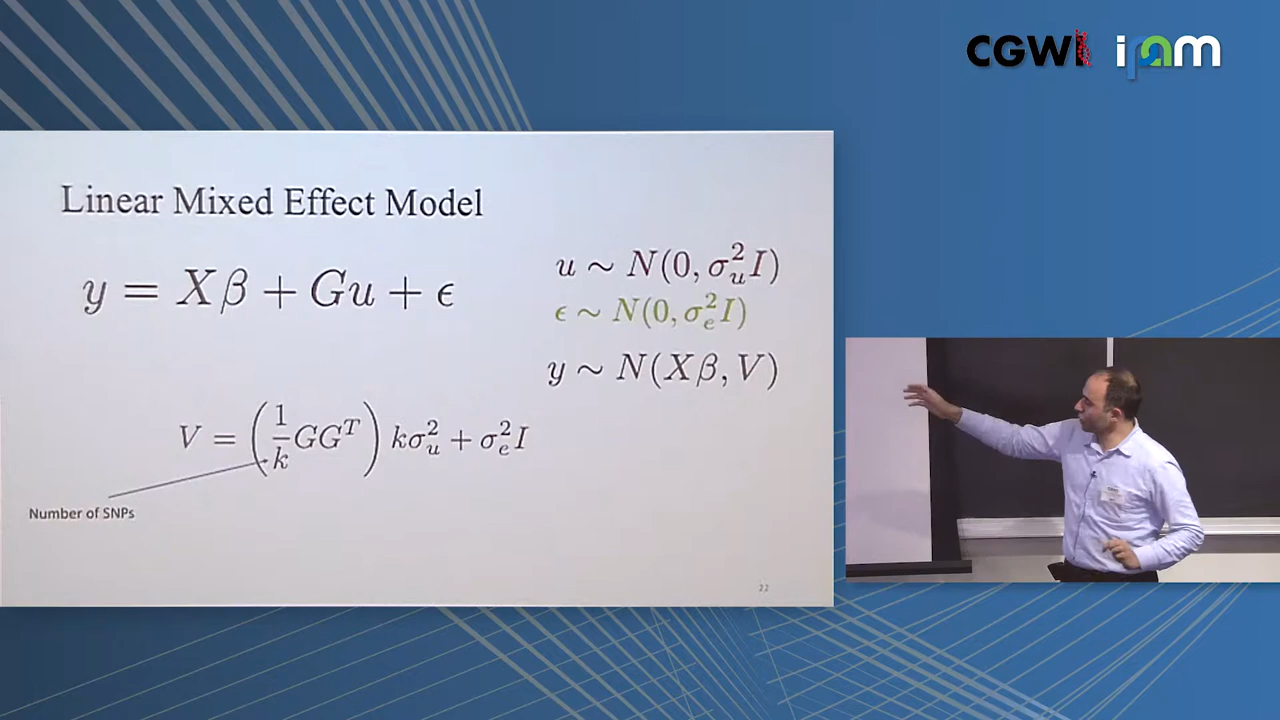 CGWI ipam
Linear Mixed Effect Model
y = Xβ + Gu + ϵ
u ~ N(0, σ_u^2 I)
ϵ ~ N(0, σ_e^2 I)
y ~ N(Xβ, V)
V = (1/k GG^T) kσ_u^2 + σ_e^2 I
Number of SNPs
22